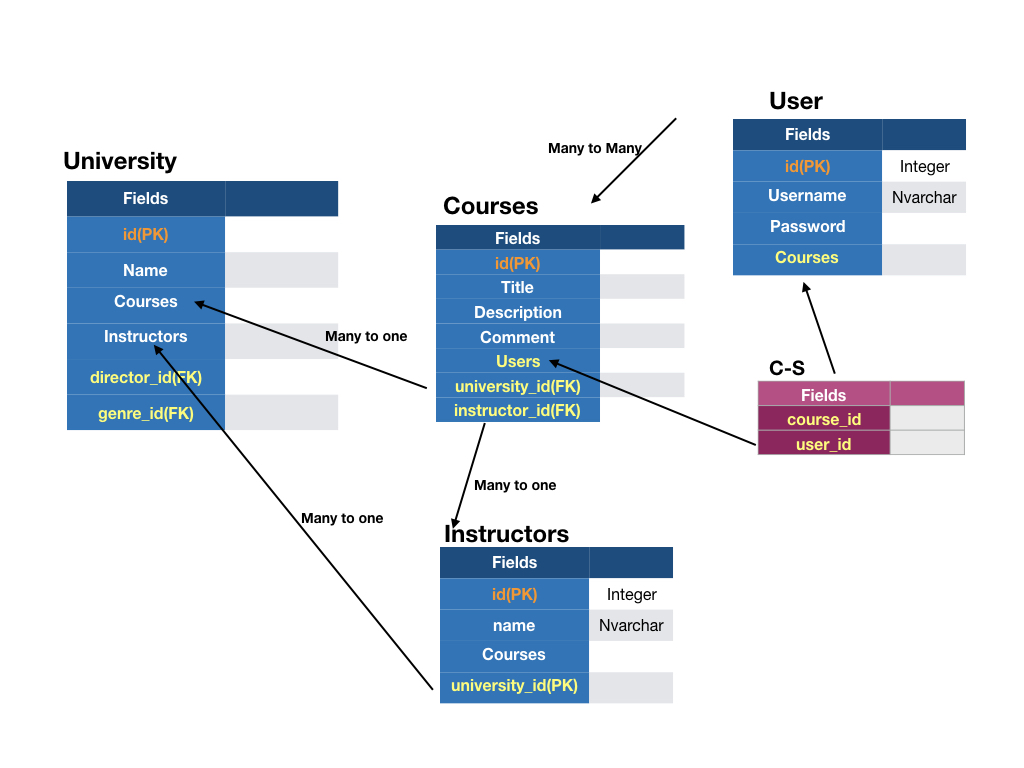 University
Fields
id(PK)
Name
Courses
Instructors
director_id(FK)
genre_id(FK)
Many to one
Many to one
Many to Many
Courses
Fields
id(PK)
Title
Description
Comment
Users
university_id(FK)
instructor_id(FK)
Many to one
Instructors
Fields
id(PK) Integer
name Nvarchar
Courses
university_id(PK)
User
Fields
id(PK) Integer
Username Nvarchar
Password
Courses
C-S
Fields
course_id
user_id